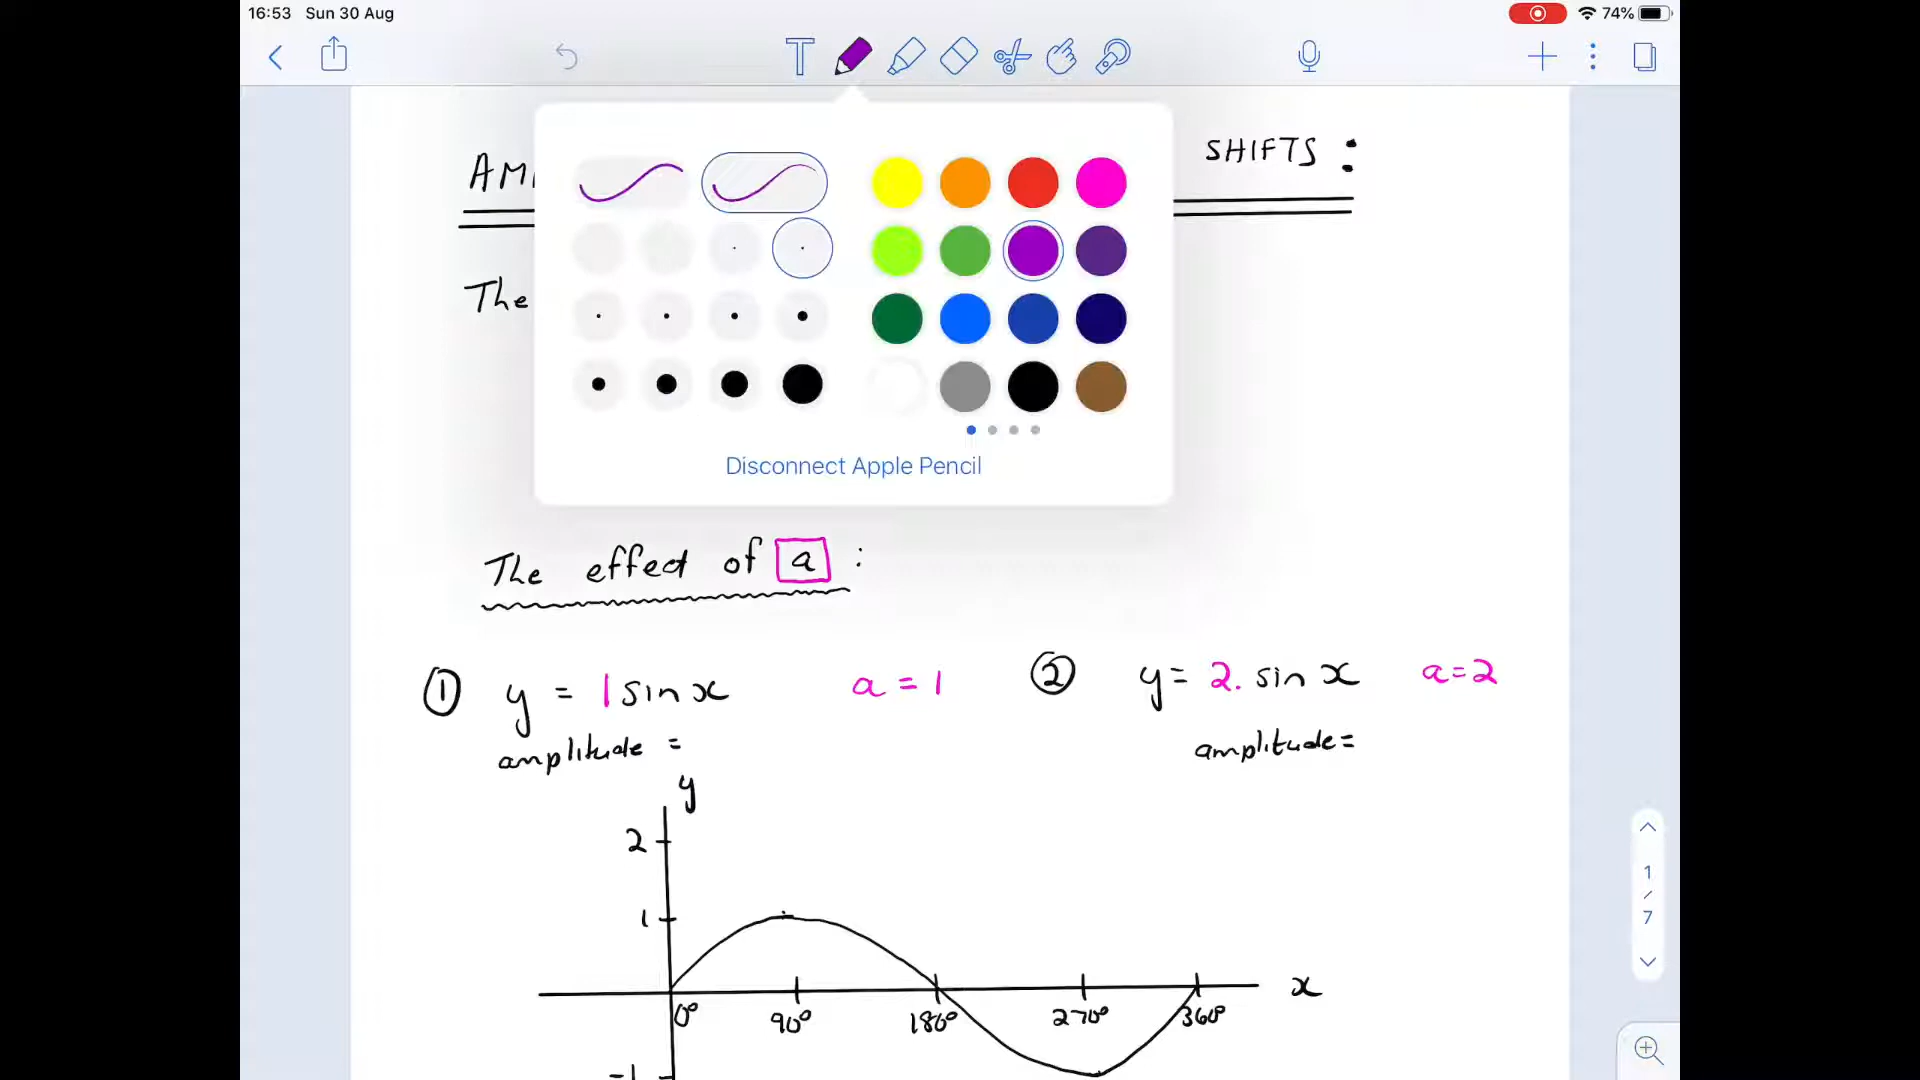 16:53 Sun 30 Aug
74%
T
SHIFTS :
The
Disconnect Apple Pencil
The effect of a :
① y = 1 sin x a = 1
② y = 2. sin x a = 2
amplitude =
amplitude =
y
2
1
x
0° 90° 180° 270° 360°
-1
1
/
7